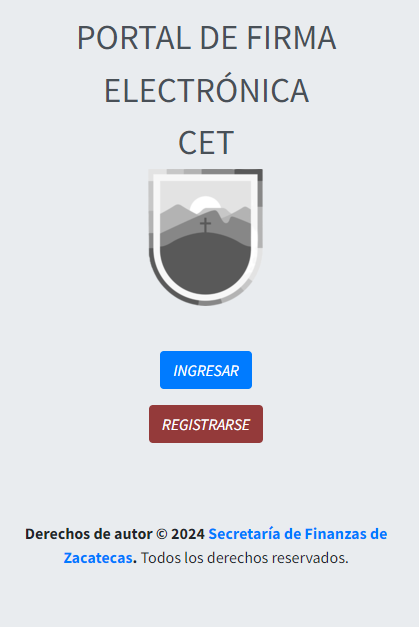 PORTAL DE FIRMA
ELECTRÓNICA
CET
INGRESAR
REGISTRARSE
Derechos de autor © 2024 Secretaría de Finanzas de
Zacatecas. Todos los derechos reservados.